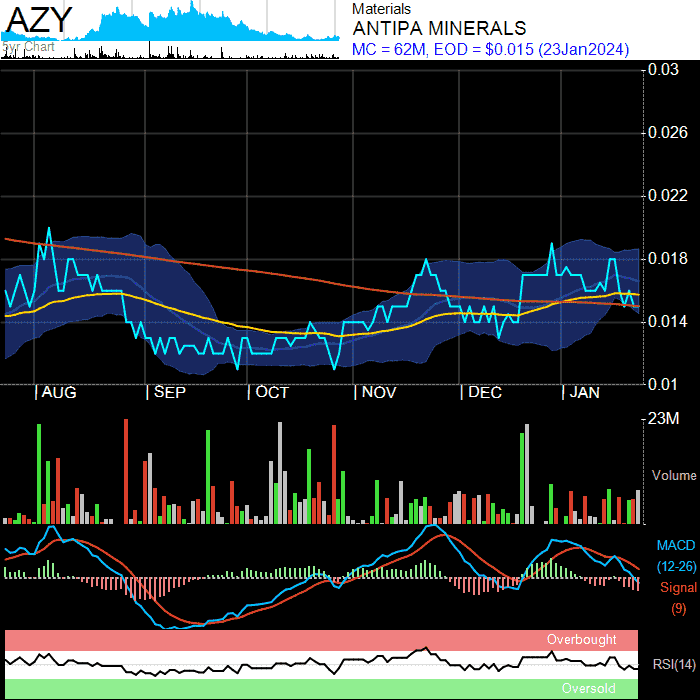 AZY
5yr Chart
Materials
ANTIPA MINERALS
MC = 62M, EOD = $0.015 (23Jan2024)
0.03
0.026
0.022
0.018
0.014
0.01
AUG SEP OCT NOV DEC JAN
23M
Volume
MACD
(12-26)
Signal
(9)
Overbought
RSI(14)
Oversold